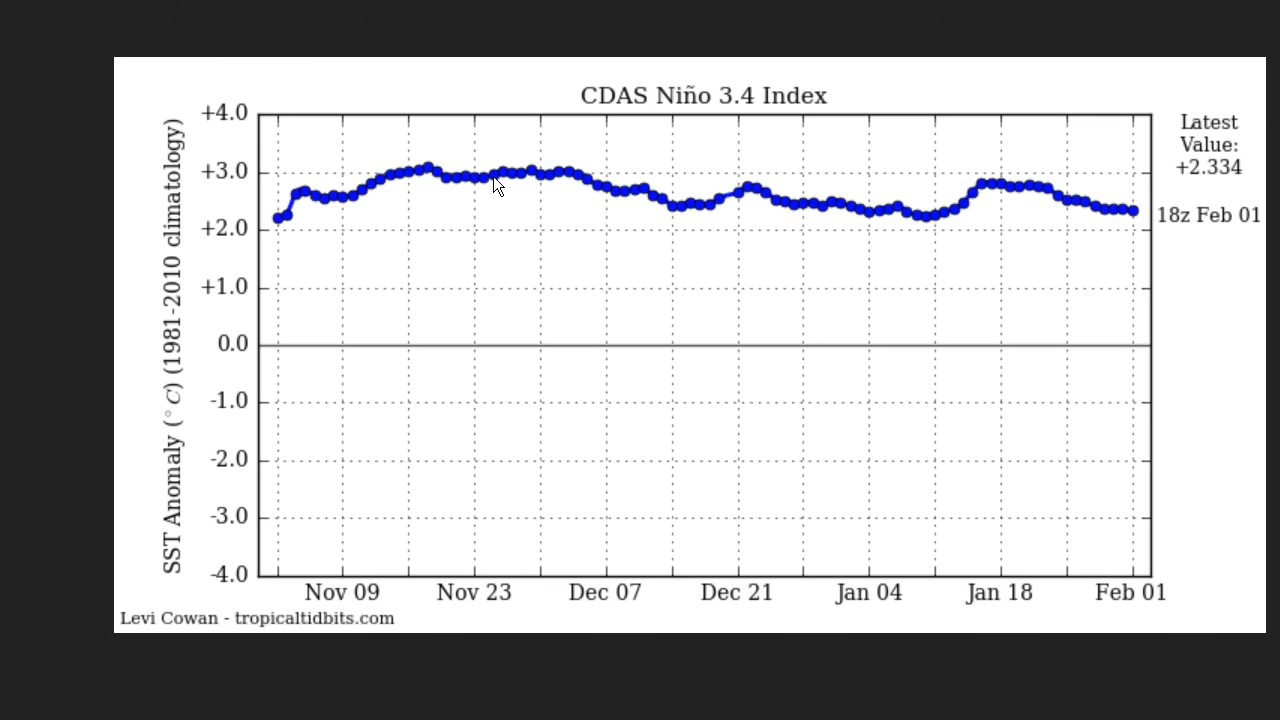 CDAS Niño 3.4 Index
+4.0
+3.0
+2.0
+1.0
0.0
-1.0
-2.0
-3.0
-4.0
SST Anomaly (°C) (1981-2010 climatology)
Nov 09
Nov 23
Dec 07
Dec 21
Jan 04
Jan 18
Feb 01
Latest
Value:
+2.334
18z Feb 01
Levi Cowan - tropicaltidbits.com